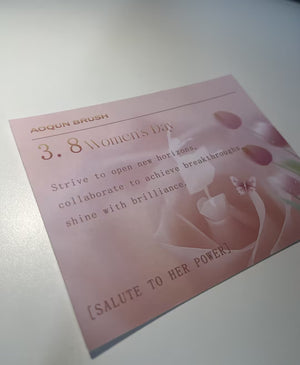 AOQUN BRUSH
3. 8 Women's Day
Strive to open new horizons,
collaborate to achieve breakthroughs,
shine with brilliance.
[SALUTE TO HER POWER]